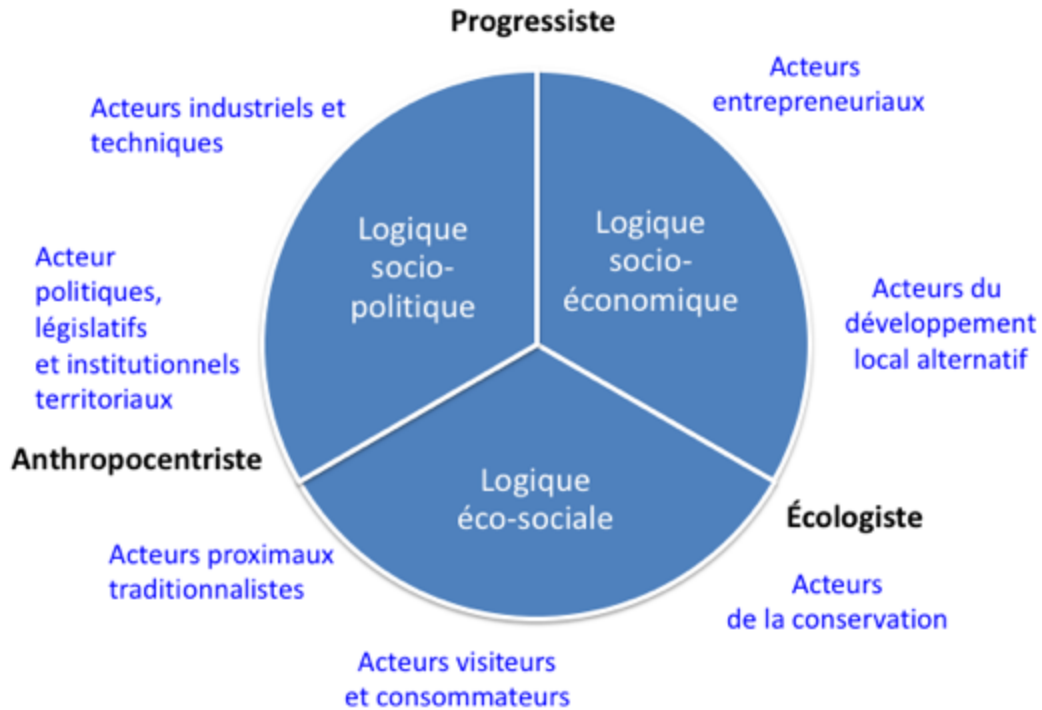 Progressiste
Acteurs
entrepreneuriaux
Acteurs industriels et
techniques
Logique
socio-
politique
Logique
socio-
économique
Acteur
politiques,
législatifs
et institutionnels
territoriaux
Acteurs du
développement
local alternatif
Anthropocentriste
Logique
éco-sociale
Écologiste
Acteurs proximaux
traditionnalistes
Acteurs
de la conservation
Acteurs visiteurs
et consommateurs